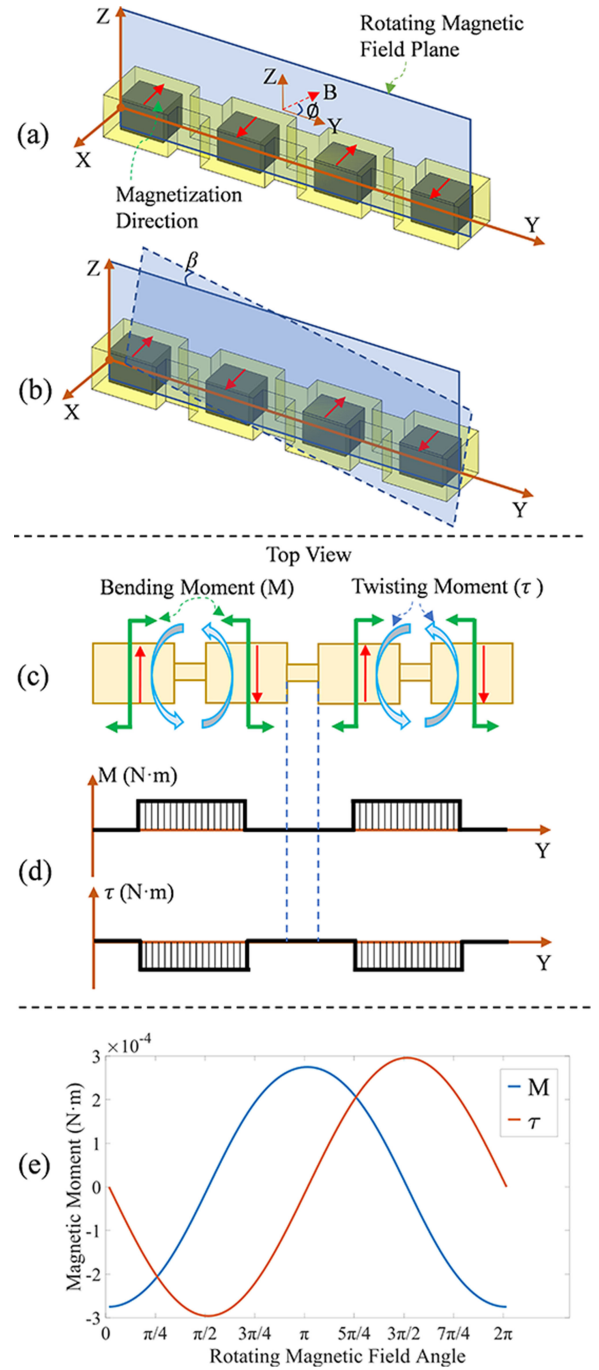 Z
Rotating Magnetic
Field Plane
Z
B
ϕ
Y
(a)
X
Magnetization
Direction
Y
Z
β
(b)
X
Y
Top View
Bending Moment (M)
Twisting Moment (τ)
(c)
M (N·m)
Y
(d)
τ (N·m)
Y
×10⁻⁴
3
2
1
0
-1
-2
-3
Magnetic Moment (N·m)
M
τ
(e)
0 π/4 π/2 3π/4 π 5π/4 3π/2 7π/4 2π
Rotating Magnetic Field Angle